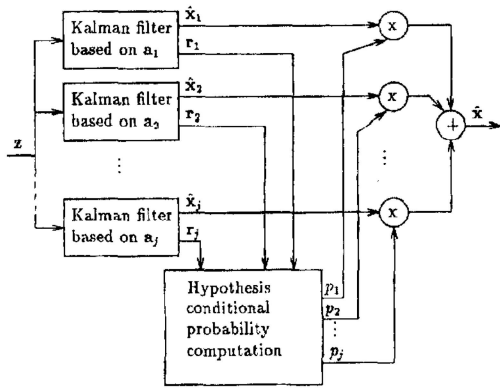 Kalman filter
based on a₁
x̂₁
r₁
x
Kalman filter
based on a₂
x̂₂
r₂
x
z
+
x̂
⋮
⋮
Kalman filter
based on aⱼ
x̂ⱼ
rⱼ
x
Hypothesis
conditional
probability
computation
p₁
p₂
⋮
pⱼ